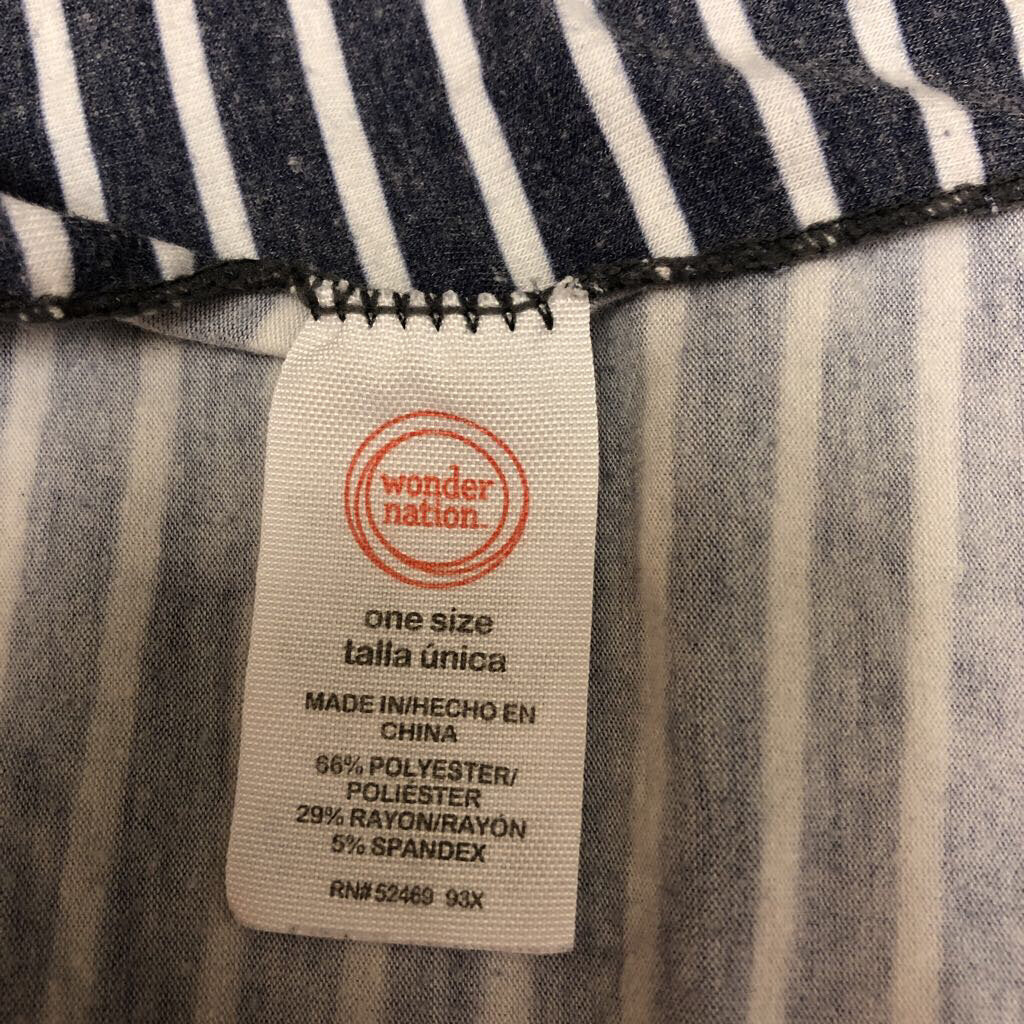 wonder
nation™
one size
talla única
MADE IN/HECHO EN
CHINA
66% POLYESTER/
POLIÉSTER
29% RAYON/RAYÓN
5% SPANDEX
RN# 52469 93X